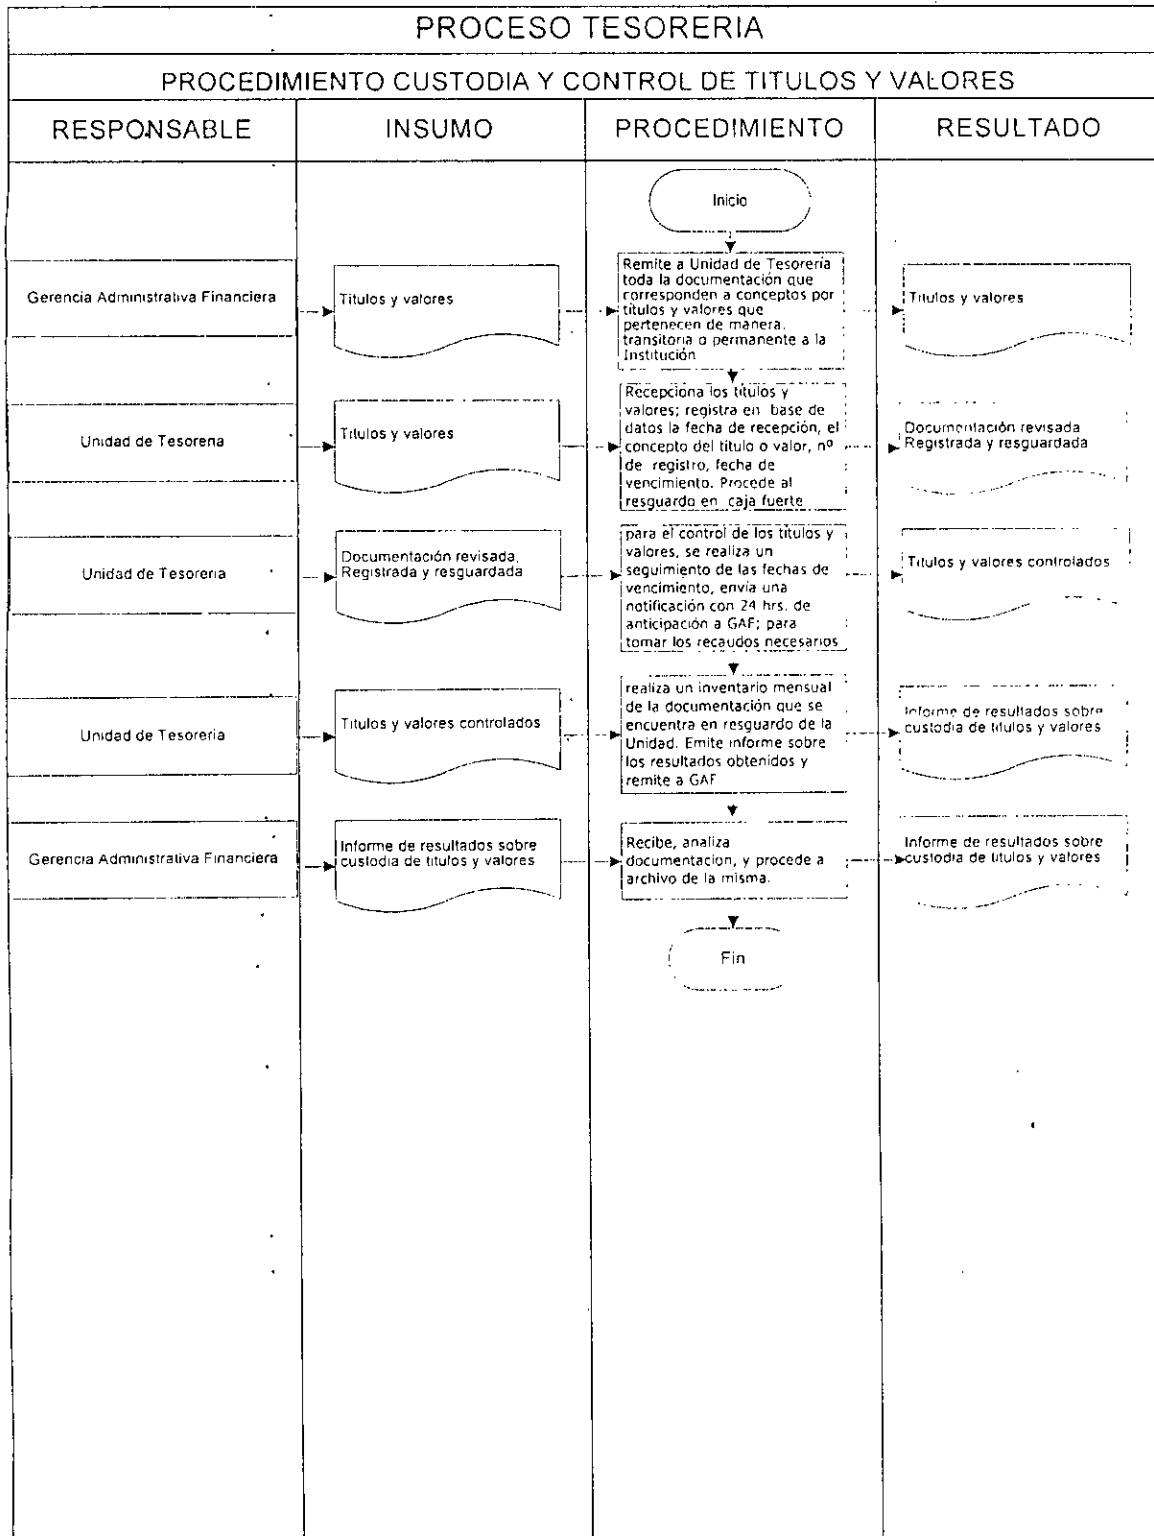 PROCESO TESORERIA
PROCEDIMIENTO CUSTODIA Y CONTROL DE TITULOS Y VALORES
RESPONSABLE
INSUMO
PROCEDIMIENTO
RESULTADO
Inicio
Gerencia Administrativa Financiera
Titulos y valores
Remite a Unidad de Tesorería
toda la documentación que
corresponden a conceptos por
títulos y valores que
pertenecen de manera,
transitoria o permanente a la
Institución
Titulos y valores
Unidad de Tesoreria
Titulos y valores
Recepciona los títulos y
valores; registra en base de
datos la fecha de recepción, el
concepto del título o valor, nº
de registro, fecha de
vencimiento. Procede al
resguardo en caja fuerte
Documentación revisada
Registrada y resguardada
Unidad de Tesoreria
Documentación revisada,
Registrada y resguardada
para el control de los títulos y
valores, se realiza un
seguimiento de las fechas de
vencimiento, envía una
notificación con 24 hrs. de
anticipación a GAF; para
tomar los recaudos necesarios
Titulos y valores controlados
Unidad de Tesoreria
Titulos y valores controlados
realiza un inventario mensual
de la documentación que se
encuentra en resguardo de la
Unidad. Emite informe sobre
los resultados obtenidos y
remite a GAF
Informe de resultados sobre
custodia de titulos y valores
Gerencia Administrativa Financiera
Informe de resultados sobre
custodia de titulos y valores
Recibe, analiza
documentacion, y procede a
archivo de la misma.
Informe de resultados sobre
custodia de titulos y valores
Fin